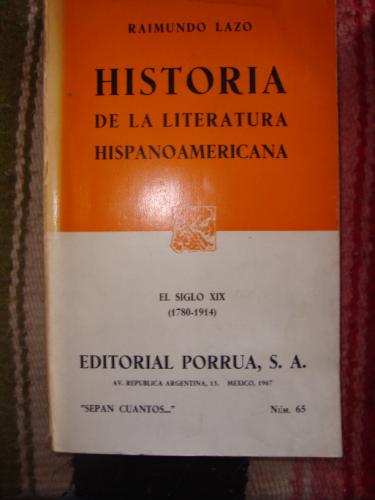 RAIMUNDO LAZO
HISTORIA
DE LA LITERATURA
HISPANOAMERICANA
EL SIGLO XIX
(1780-1914)
EDITORIAL PORRUA, S. A.
AV. REPUBLICA ARGENTINA, 15. MEXICO, 1967
"SEPAN CUANTOS..." NÚM. 65